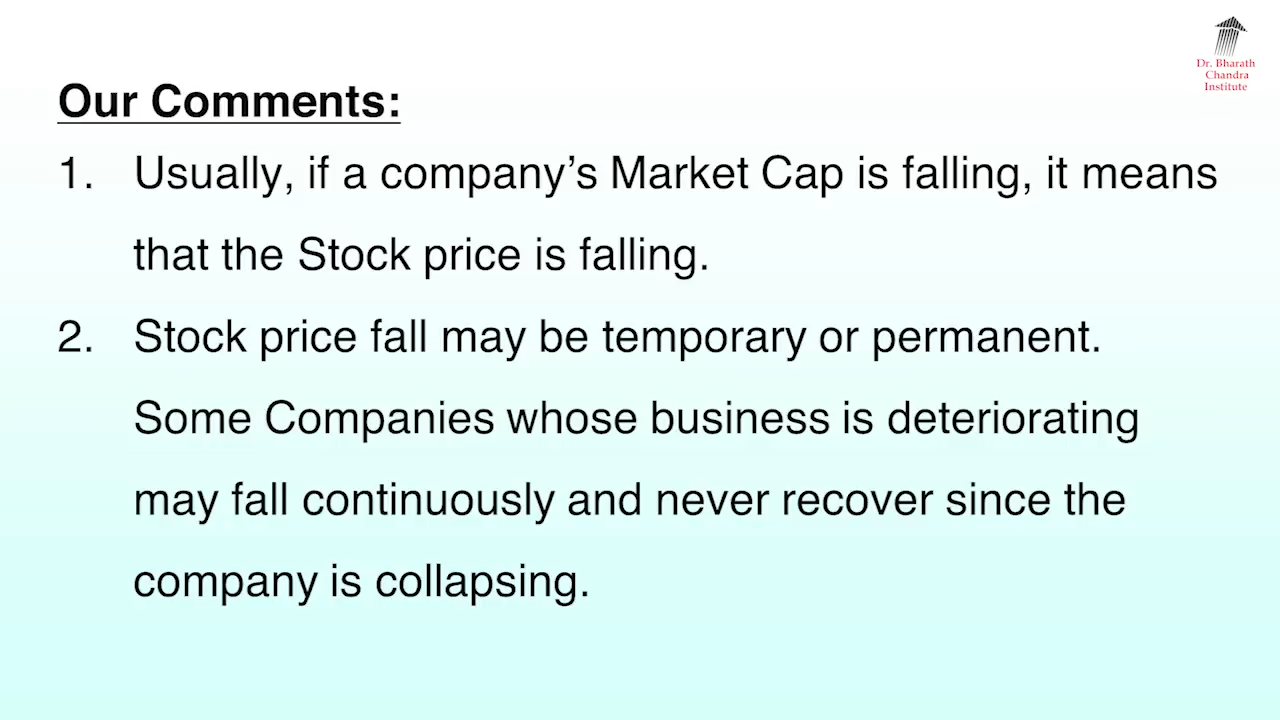 Dr. Bharath
Chandra
Institute
Our Comments:
1. Usually, if a company’s Market Cap is falling, it means
that the Stock price is falling.
2. Stock price fall may be temporary or permanent.
Some Companies whose business is deteriorating
may fall continuously and never recover since the
company is collapsing.